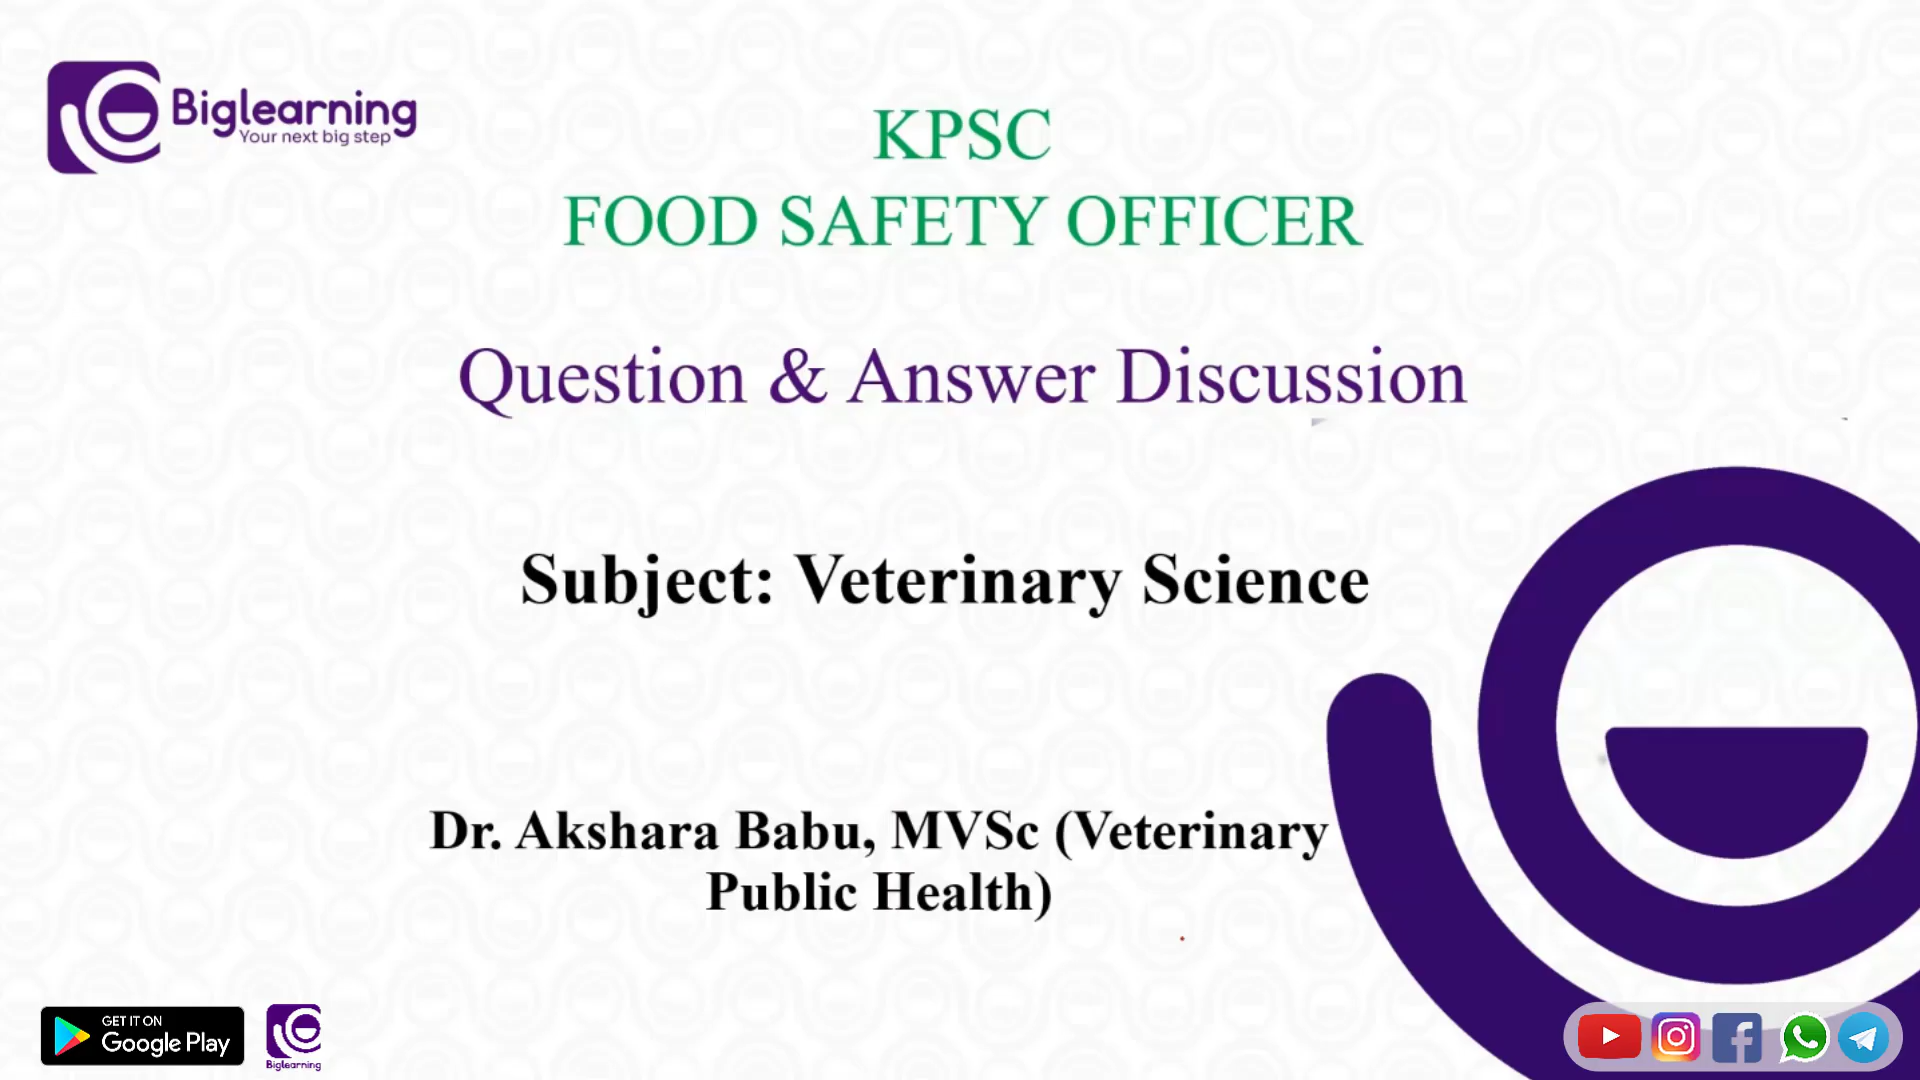 Biglearning
Your next big step
KPSC
FOOD SAFETY OFFICER
Question & Answer Discussion
Subject: Veterinary Science
Dr. Akshara Babu, MVSc (Veterinary
Public Health)
GET IT ON
Google Play
Biglearning